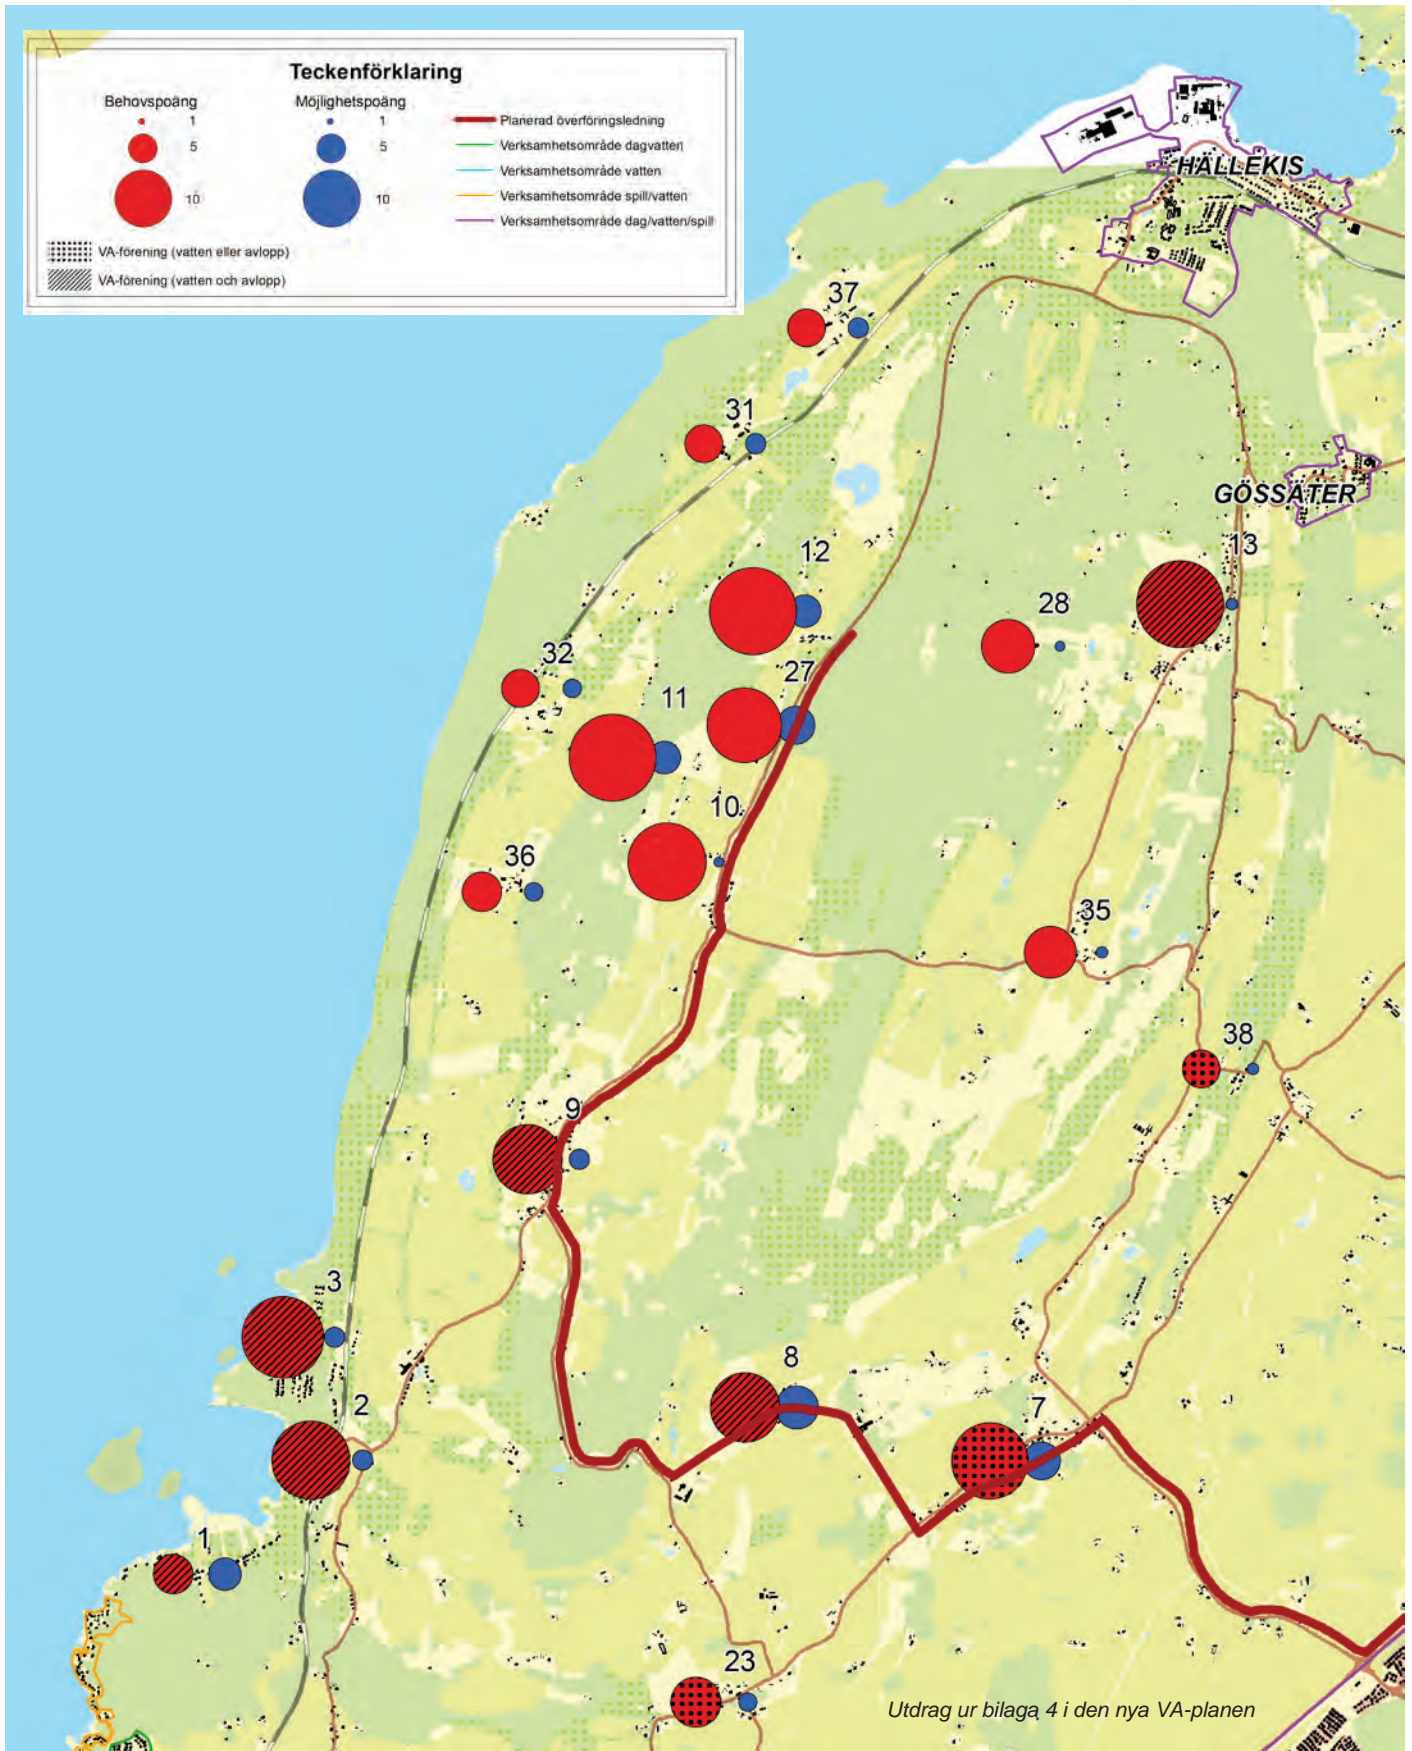 Teckenförklaring
Behovspoäng
1
5
10
Möjlighetspoäng
1
5
10
Planerad överföringsledning
Verksamhetsområde dagvatten
Verksamhetsområde vatten
Verksamhetsområde spill/vatten
Verksamhetsområde dag/vatten/spill
VA-förening (vatten eller avlopp)
VA-förening (vatten och avlopp)
HÄLLEKIS
37
31
GÖSSÄTER
13
12
28
32
27
11
10
36
35
38
9
3
8
2
7
1
23
Utdrag ur bilaga 4 i den nya VA-planen